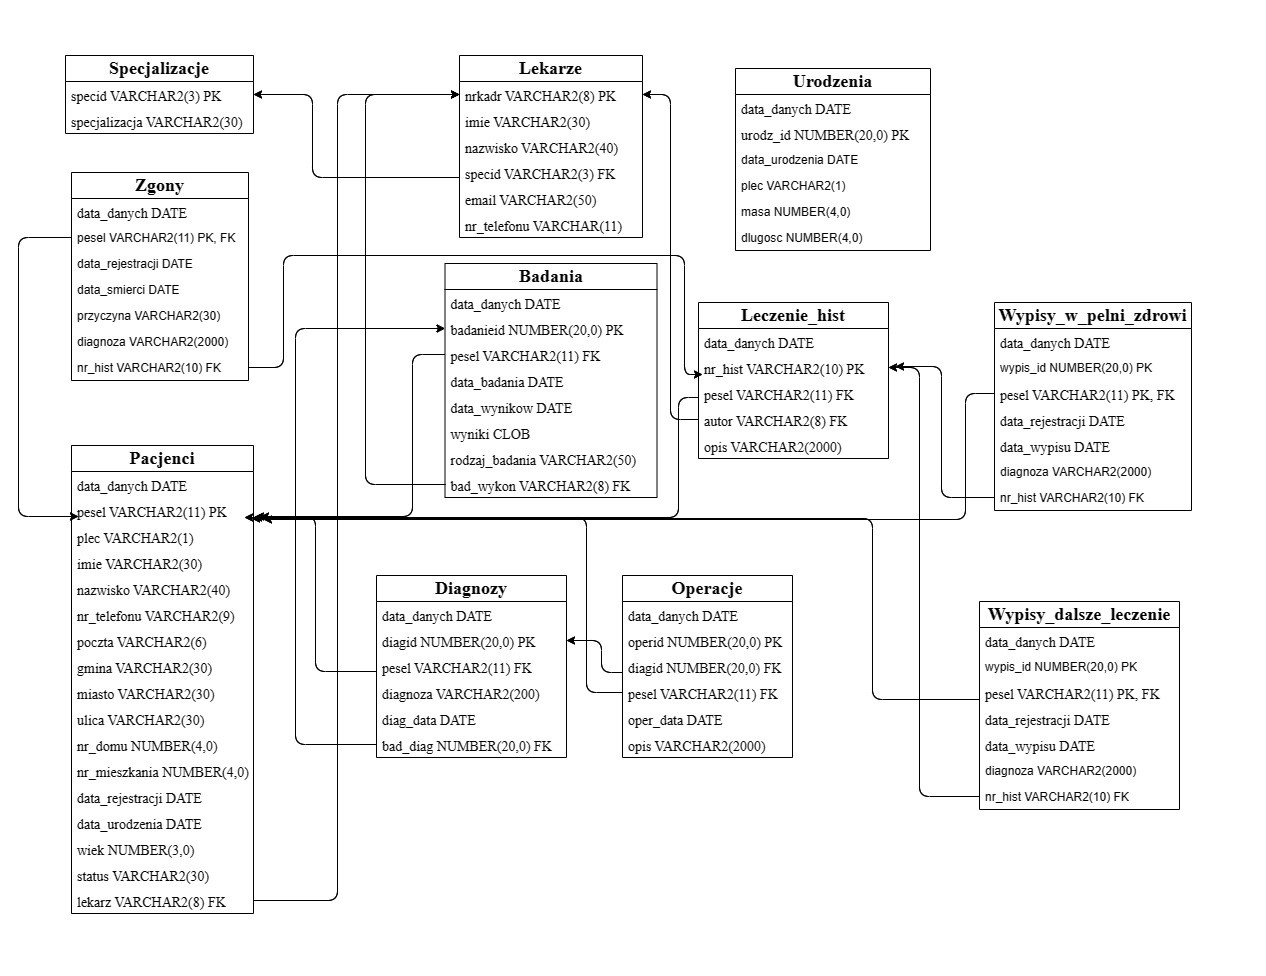 Specjalizacje
specid VARCHAR2(3) PK
specjalizacja VARCHAR2(30)
Lekarze
nrkadr VARCHAR2(8) PK
imie VARCHAR2(30)
nazwisko VARCHAR2(40)
specid VARCHAR2(3) FK
email VARCHAR2(50)
nr_telefonu VARCHAR(11)
Urodzenia
data_danych DATE
urodz_id NUMBER(20,0) PK
data_urodzenia DATE
plec VARCHAR2(1)
masa NUMBER(4,0)
dlugosc NUMBER(4,0)
Zgony
data_danych DATE
pesel VARCHAR2(11) PK, FK
data_rejestracji DATE
data_smierci DATE
przyczyna VARCHAR2(30)
diagnoza VARCHAR2(2000)
nr_hist VARCHAR2(10) FK
Badania
data_danych DATE
badanieid NUMBER(20,0) PK
pesel VARCHAR2(11) FK
data_badania DATE
data_wynikow DATE
wyniki CLOB
rodzaj_badania VARCHAR2(50)
bad_wykon VARCHAR2(8) FK
Leczenie_hist
data_danych DATE
nr_hist VARCHAR2(10) PK
pesel VARCHAR2(11) FK
autor VARCHAR2(8) FK
opis VARCHAR2(2000)
Wypisy_w_pelni_zdrowi
data_danych DATE
wypis_id NUMBER(20,0) PK
pesel VARCHAR2(11) PK, FK
data_rejestracji DATE
data_wypisu DATE
diagnoza VARCHAR2(2000)
nr_hist VARCHAR2(10) FK
Pacjenci
data_danych DATE
pesel VARCHAR2(11) PK
plec VARCHAR2(1)
imie VARCHAR2(30)
nazwisko VARCHAR2(40)
nr_telefonu VARCHAR2(9)
poczta VARCHAR2(6)
gmina VARCHAR2(30)
miasto VARCHAR2(30)
ulica VARCHAR2(30)
nr_domu NUMBER(4,0)
nr_mieszkania NUMBER(4,0)
data_rejestracji DATE
data_urodzenia DATE
wiek NUMBER(3,0)
status VARCHAR2(30)
lekarz VARCHAR2(8) FK
Diagnozy
data_danych DATE
diagid NUMBER(20,0) PK
pesel VARCHAR2(11) FK
diagnoza VARCHAR2(200)
diag_data DATE
bad_diag NUMBER(20,0) FK
Operacje
data_danych DATE
operid NUMBER(20,0) PK
diagid NUMBER(20,0) FK
pesel VARCHAR2(11) FK
oper_data DATE
opis VARCHAR2(2000)
Wypisy_dalsze_leczenie
data_danych DATE
wypis_id NUMBER(20,0) PK
pesel VARCHAR2(11) PK, FK
data_rejestracji DATE
data_wypisu DATE
diagnoza VARCHAR2(2000)
nr_hist VARCHAR2(10) FK